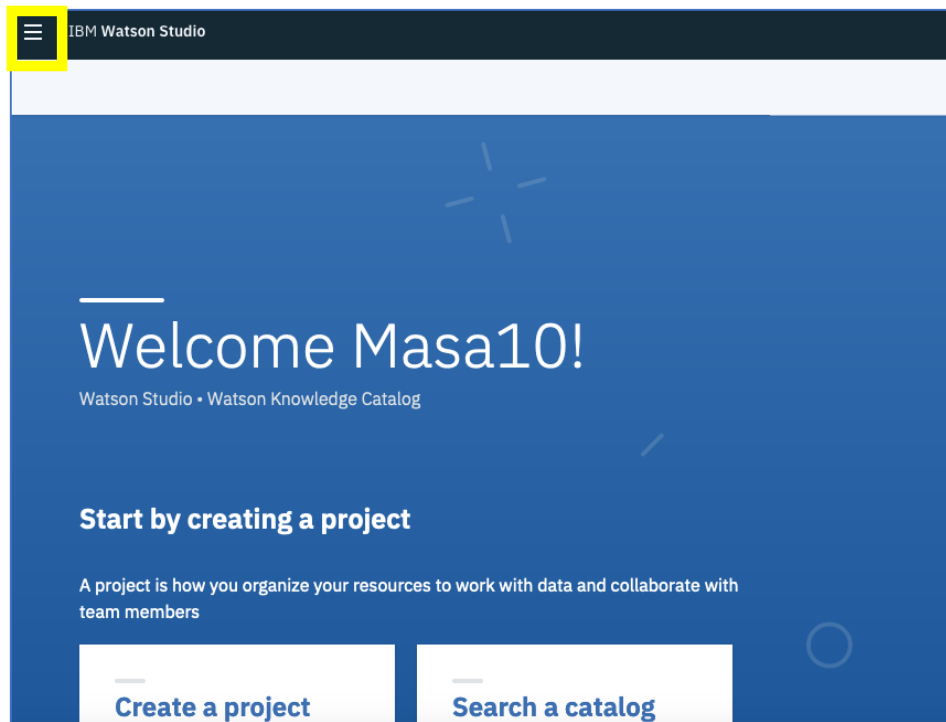 IBM Watson Studio
Welcome Masa10!
Watson Studio • Watson Knowledge Catalog
Start by creating a project
A project is how you organize your resources to work with data and collaborate with
team members
Create a project
Search a catalog